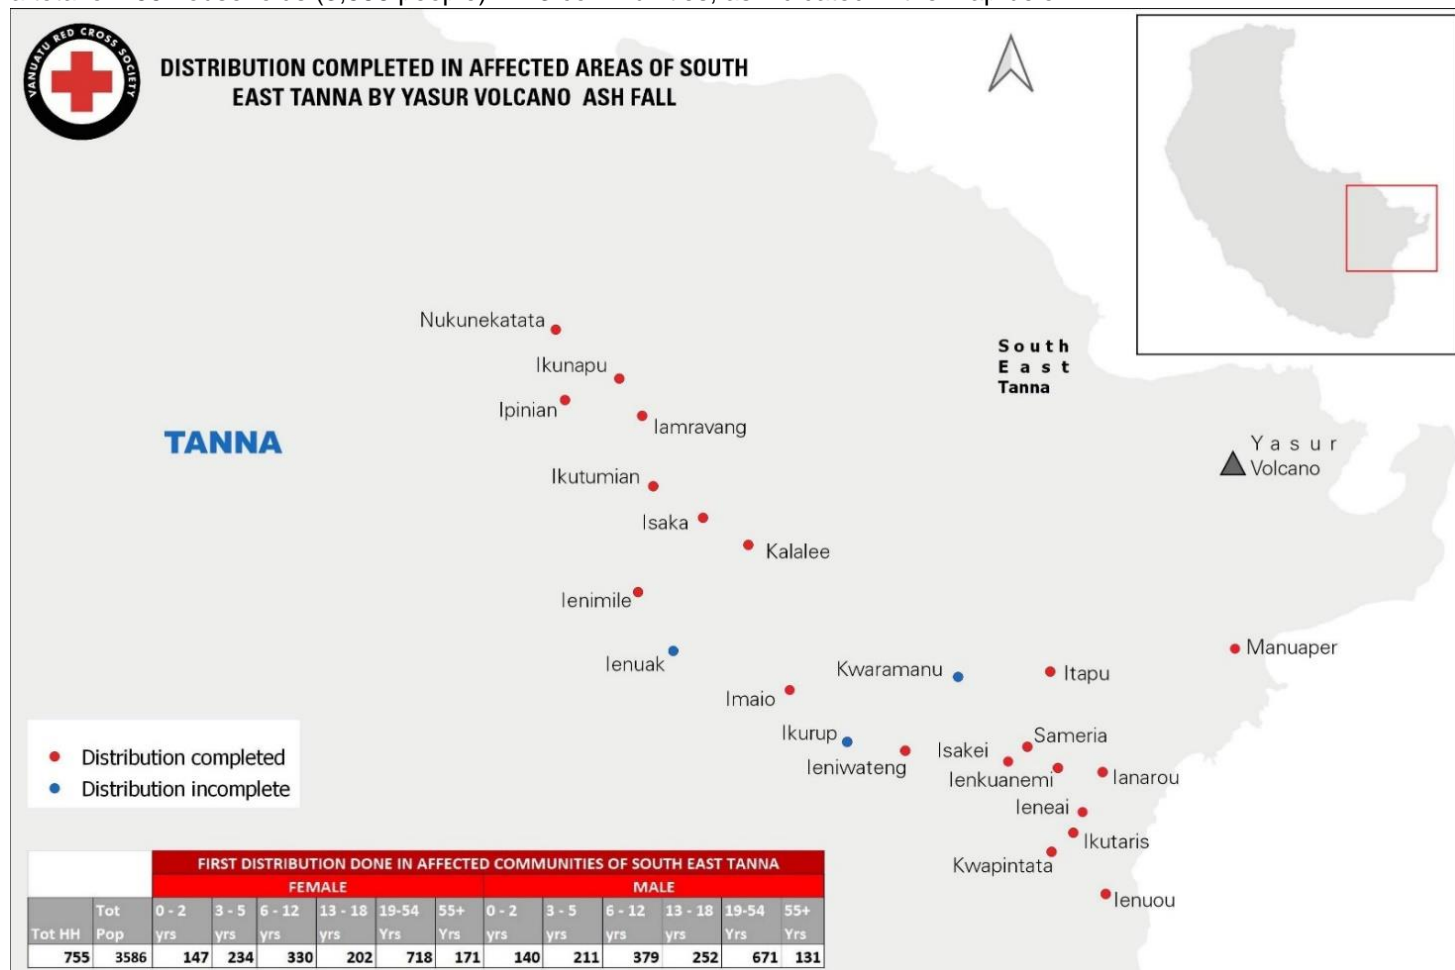 VANUATU RED CROSS SOCIETY
DISTRIBUTION COMPLETED IN AFFECTED AREAS OF SOUTH
EAST TANNA BY YASUR VOLCANO ASH FALL
Nukunekatata
South
East
Tanna
Ikunapu
Ipinian
Iamravang
TANNA
Yasur
Volcano
Ikutumian
Isaka
Kalalee
Ienimile
Manuaper
Ienuak
Kwaramanu
Itapu
Imaio
Ikurup
Sameria
Isakei
Ieniwateng
Ienkuanemi
Ianarou
Ieneai
Ikutaris
Kwapintata
Ienuou
Distribution completed
Distribution incomplete
FIRST DISTRIBUTION DONE IN AFFECTED COMMUNITIES OF SOUTH EAST TANNA
FEMALE MALE
Tot HH Tot Pop 0 - 2 yrs 3 - 5 yrs 6 - 12 yrs 13 - 18 yrs 19-54 Yrs 55+ Yrs 0 - 2 yrs 3 - 5 yrs 6 - 12 yrs 13 - 18 yrs 19-54 Yrs 55+ Yrs
755 3586 147 234 330 202 718 171 140 211 379 252 671 131